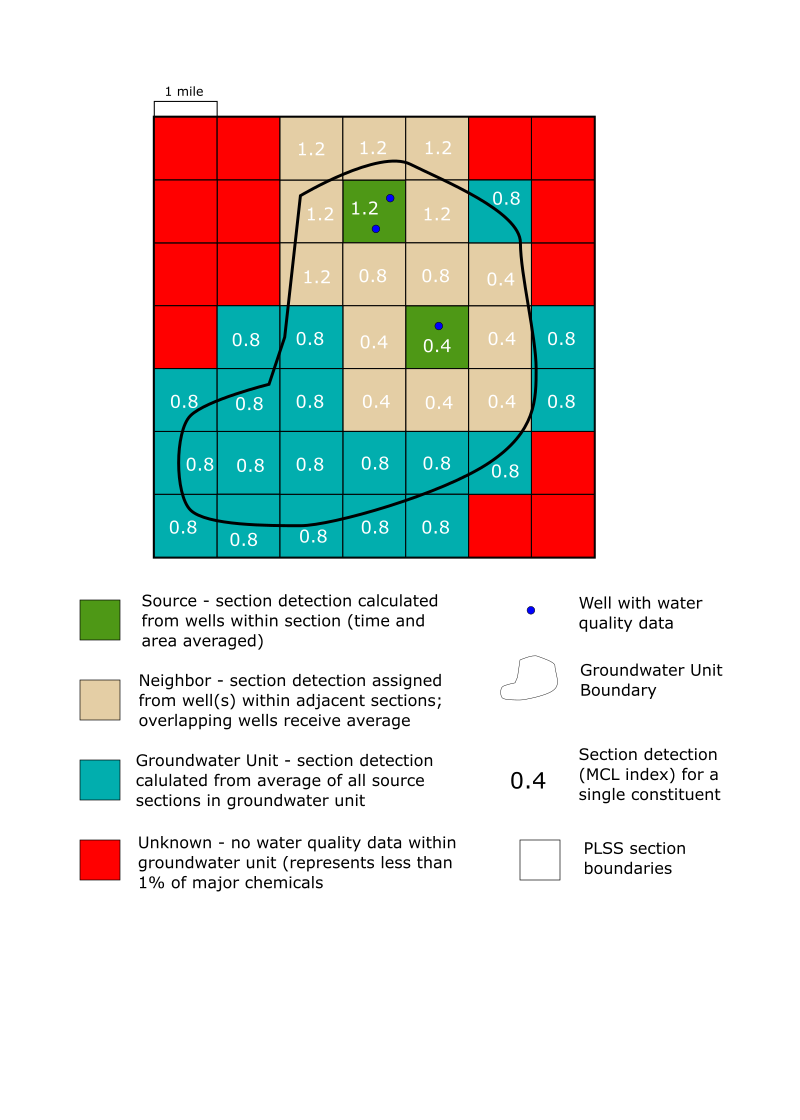 1 mile
1.2 1.2 1.2
1.2 1.2 1.2 0.8
1.2 0.8 0.8 0.4
0.8 0.8 0.4 0.4 0.4 0.8
0.8 0.8 0.8 0.4 0.4 0.4 0.8
0.8 0.8 0.8 0.8 0.8 0.8
0.8 0.8 0.8 0.8 0.8
Source - section detection calculated
from wells within section (time and
area averaged)
Neighbor - section detection assigned
from well(s) within adjacent sections;
overlapping wells receive average
Groundwater Unit - section detection
calulated from average of all source
sections in groundwater unit
Unknown - no water quality data within
groundwater unit (represents less than
1% of major chemicals
Well with water
quality data
Groundwater Unit
Boundary
0.4
Section detection
(MCL index) for a
single constituent
PLSS section
boundaries